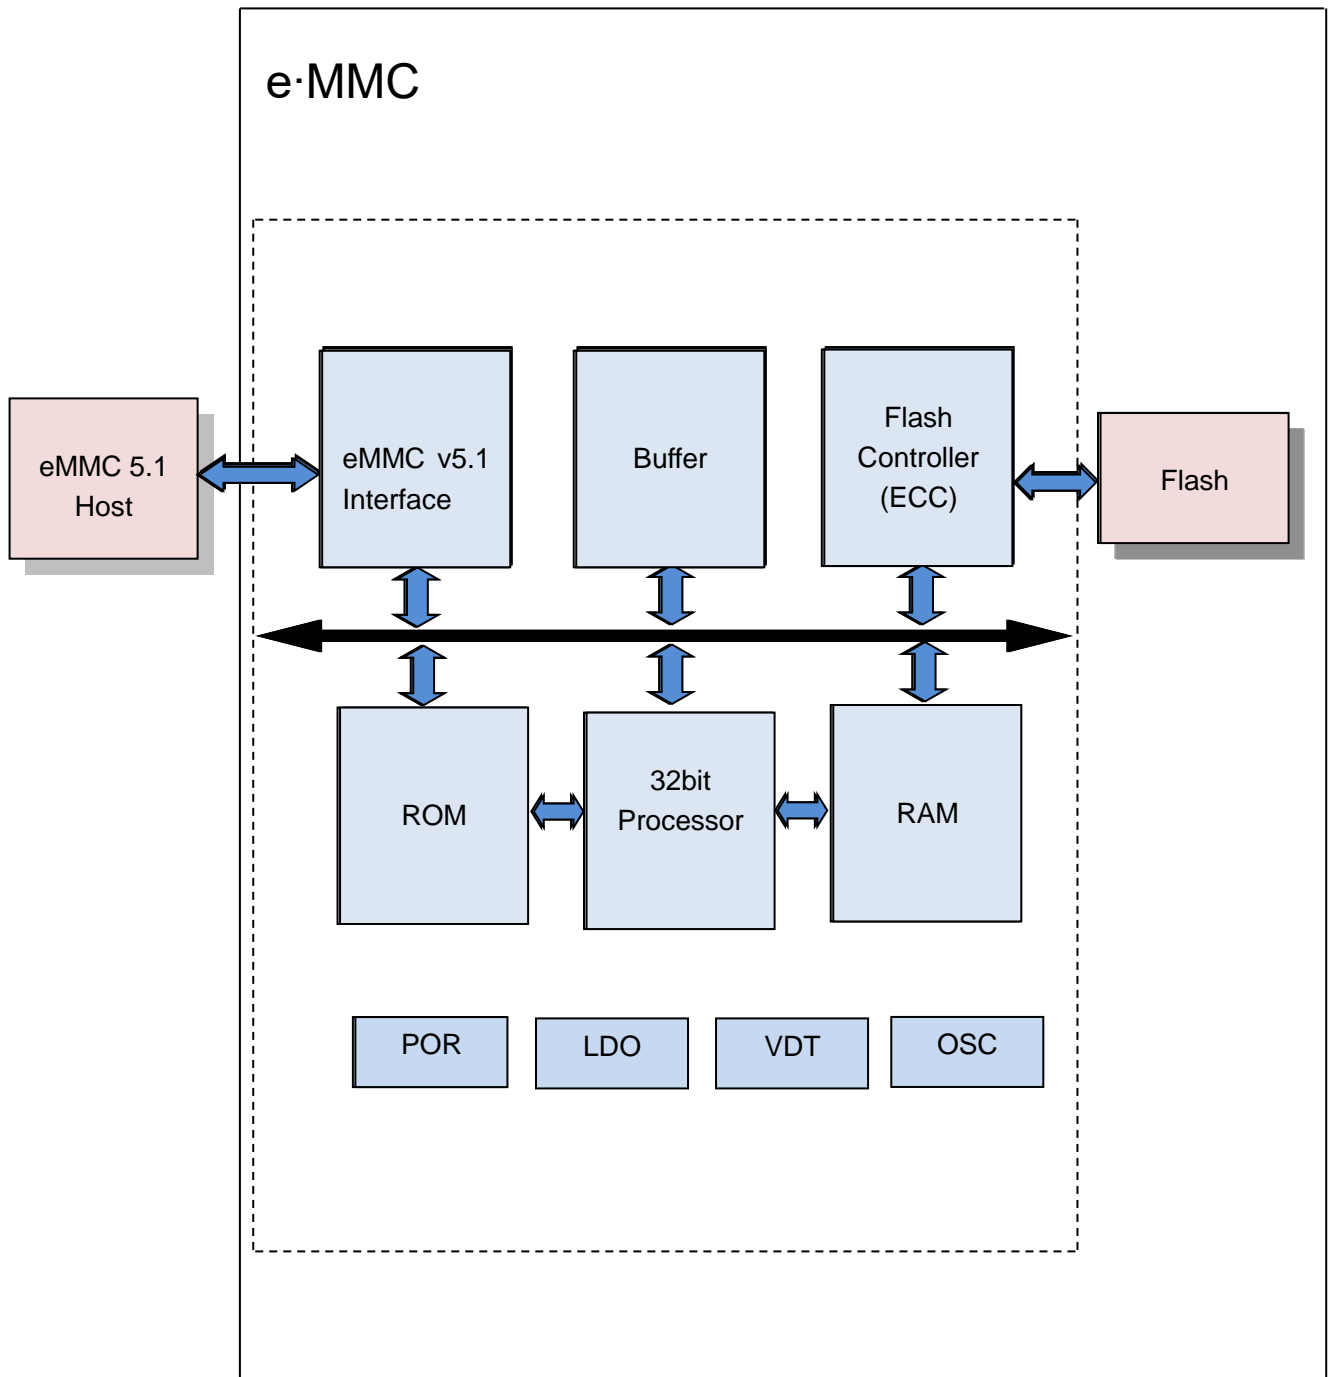 e·MMC
eMMC 5.1
Host
eMMC v5.1
Interface
Buffer
Flash
Controller
(ECC)
Flash
ROM
32bit
Processor
RAM
POR
LDO
VDT
OSC